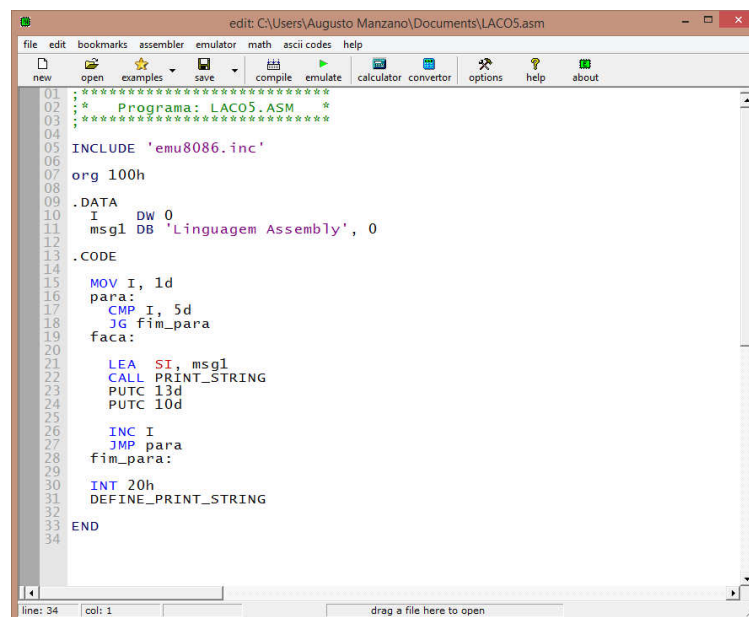 edit: C:\Users\Augusto Manzano\Documents\LACO5.asm
file edit bookmarks assembler emulator math ascii codes help
new open examples save compile emulate calculator convertor options help about
01 ;***************************
02 ;*   Programa: LACO5.ASM   *
03 ;***************************
04
05 INCLUDE 'emu8086.inc'
06
07 org 100h
08
09 .DATA
10   I    DW 0
11   msg1 DB 'Linguagem Assembly', 0
12
13 .CODE
14
15   MOV I, 1d
16   para:
17     CMP I, 5d
18     JG fim_para
19   faca:
20
21     LEA  SI, msg1
22     CALL PRINT_STRING
23     PUTC 13d
24     PUTC 10d
25
26     INC I
27     JMP para
28   fim_para:
29
30   INT 20h
31   DEFINE_PRINT_STRING
32
33 END
34
line: 34 col: 1 drag a file here to open